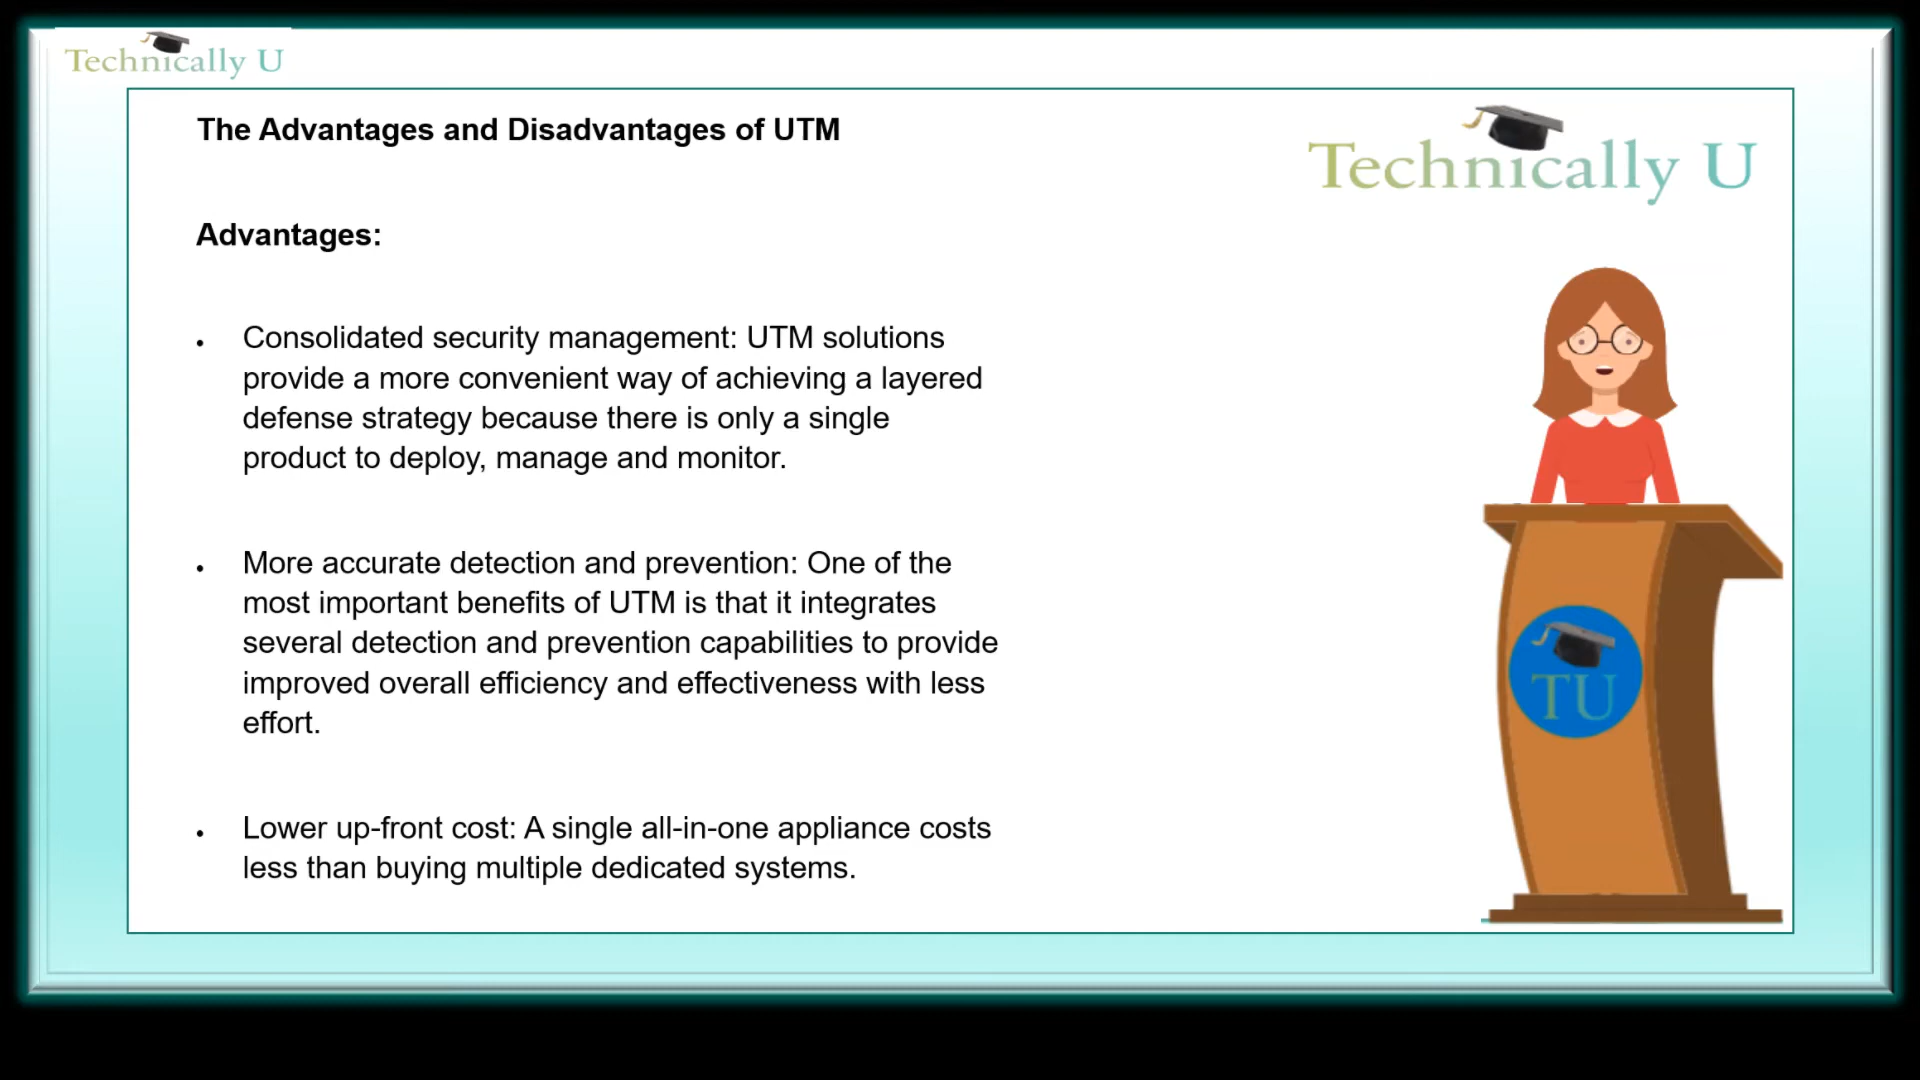 Technically U
The Advantages and Disadvantages of UTM
Technically U
Advantages:
• Consolidated security management: UTM solutions
provide a more convenient way of achieving a layered
defense strategy because there is only a single
product to deploy, manage and monitor.
• More accurate detection and prevention: One of the
most important benefits of UTM is that it integrates
several detection and prevention capabilities to provide
improved overall efficiency and effectiveness with less
effort.
TU
• Lower up-front cost: A single all-in-one appliance costs
less than buying multiple dedicated systems.